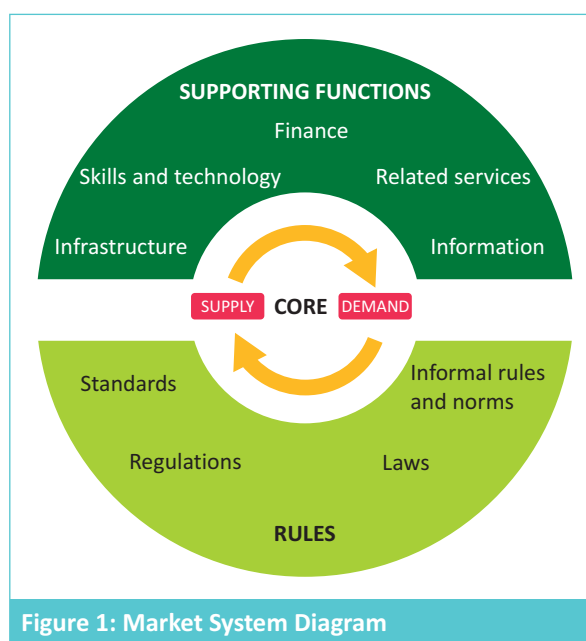 SUPPORTING FUNCTIONS
Finance
Skills and technology
Related services
Infrastructure
Information
SUPPLY
CORE
DEMAND
Standards
Informal rules
and norms
Regulations
Laws
RULES
Figure 1: Market System Diagram